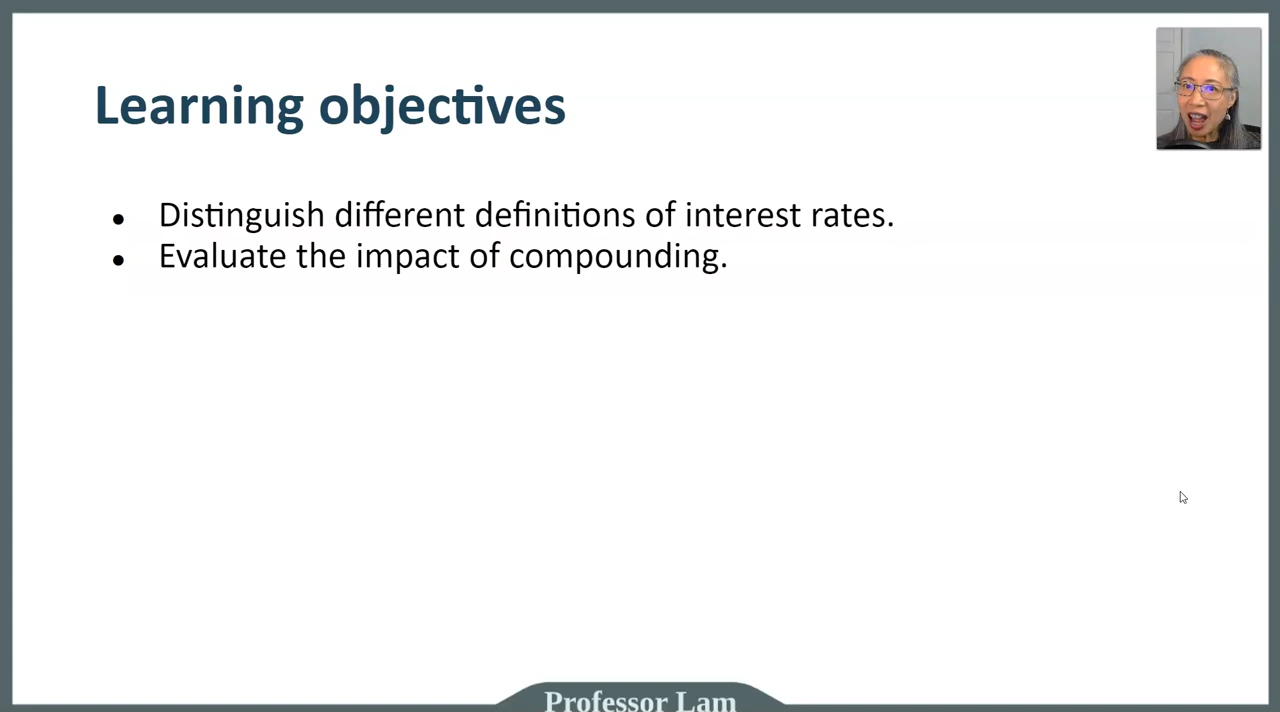 Learning objectives
● Distinguish different definitions of interest rates.
● Evaluate the impact of compounding.
Professor Lam